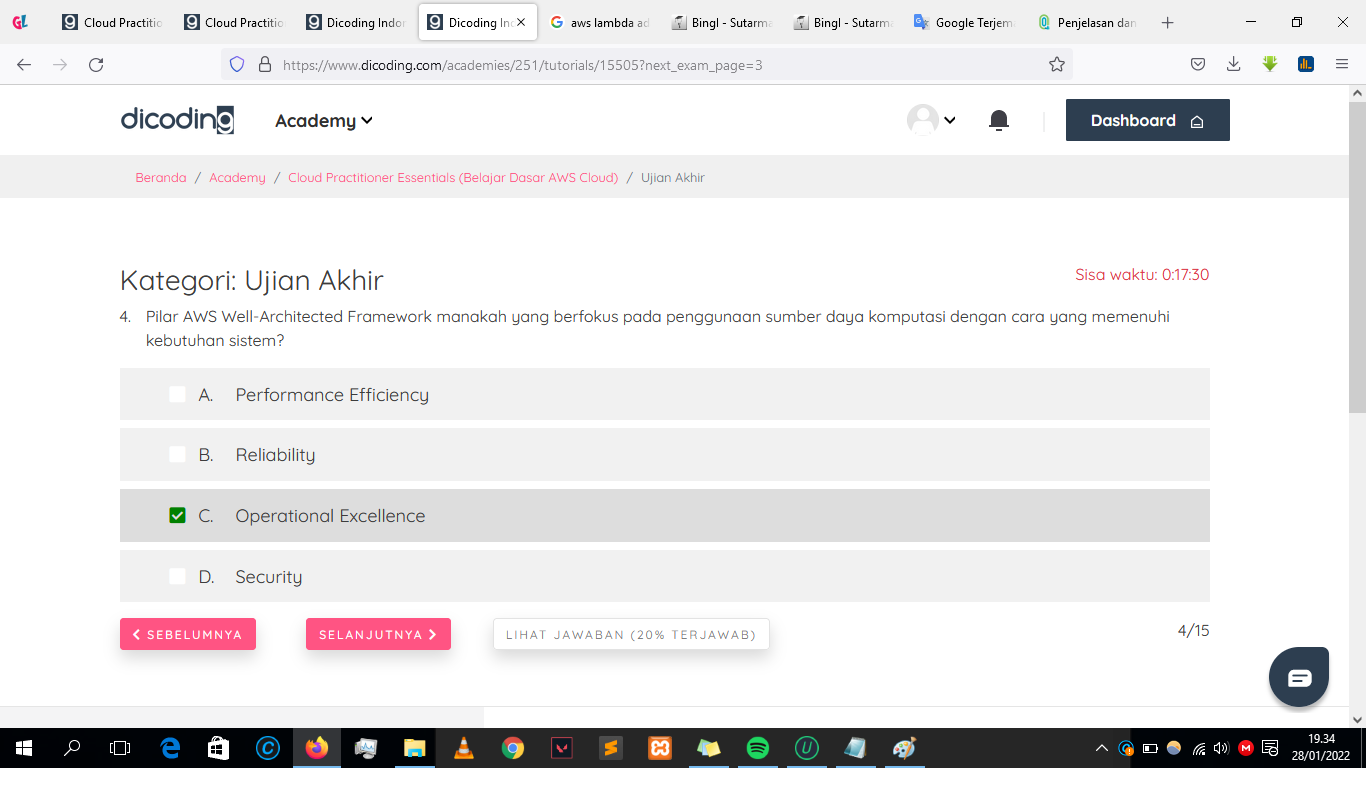 Cloud Practitio
Cloud Practitio
Dicoding Indor
Dicoding Inc
aws lambda ad
Bingl - Sutarma
Bingl - Sutarma
Google Terjema
Penjelasan dan
https://www.dicoding.com/academies/251/tutorials/15505?next_exam_page=3
dicoding
Academy
Dashboard
Beranda / Academy / Cloud Practitioner Essentials (Belajar Dasar AWS Cloud) / Ujian Akhir
Kategori: Ujian Akhir
Sisa waktu: 0:17:30
4. Pilar AWS Well-Architected Framework manakah yang berfokus pada penggunaan sumber daya komputasi dengan cara yang memenuhi
kebutuhan sistem?
A. Performance Efficiency
B. Reliability
C. Operational Excellence
D. Security
SEBELUMNYA
SELANJUTNYA
LIHAT JAWABAN (20% TERJAWAB)
4/15
19.34
28/01/2022